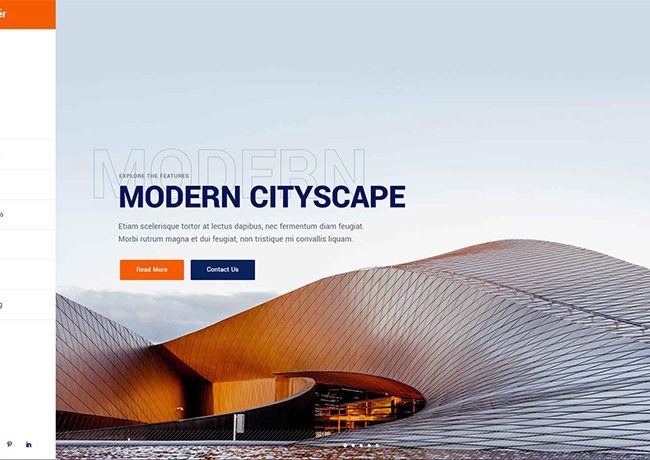 MODERN
EXPLORE THE FEATURES
MODERN CITYSCAPE
Etiam scelerisque tortor at lectus dapibus, nec fermentum diam feugiat.
Morbi rutrum magna et dui feugiat, non tristique mi convallis liquam.
Read More
Contact Us
in